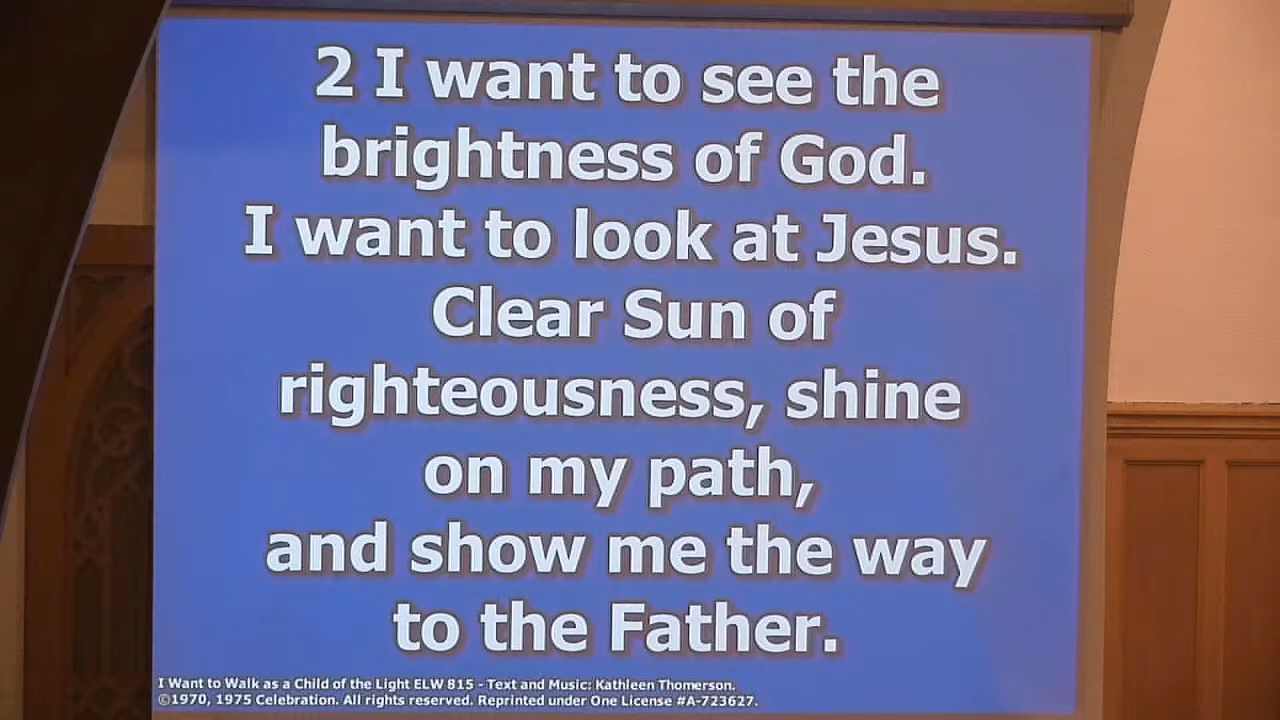 2 I want to see the
brightness of God.
I want to look at Jesus.
Clear Sun of
righteousness, shine
on my path,
and show me the way
to the Father.
I Want to Walk as a Child of the Light ELW 815 - Text and Music: Kathleen Thomerson.
©1970, 1975 Celebration. All rights reserved. Reprinted under One License #A-723627.